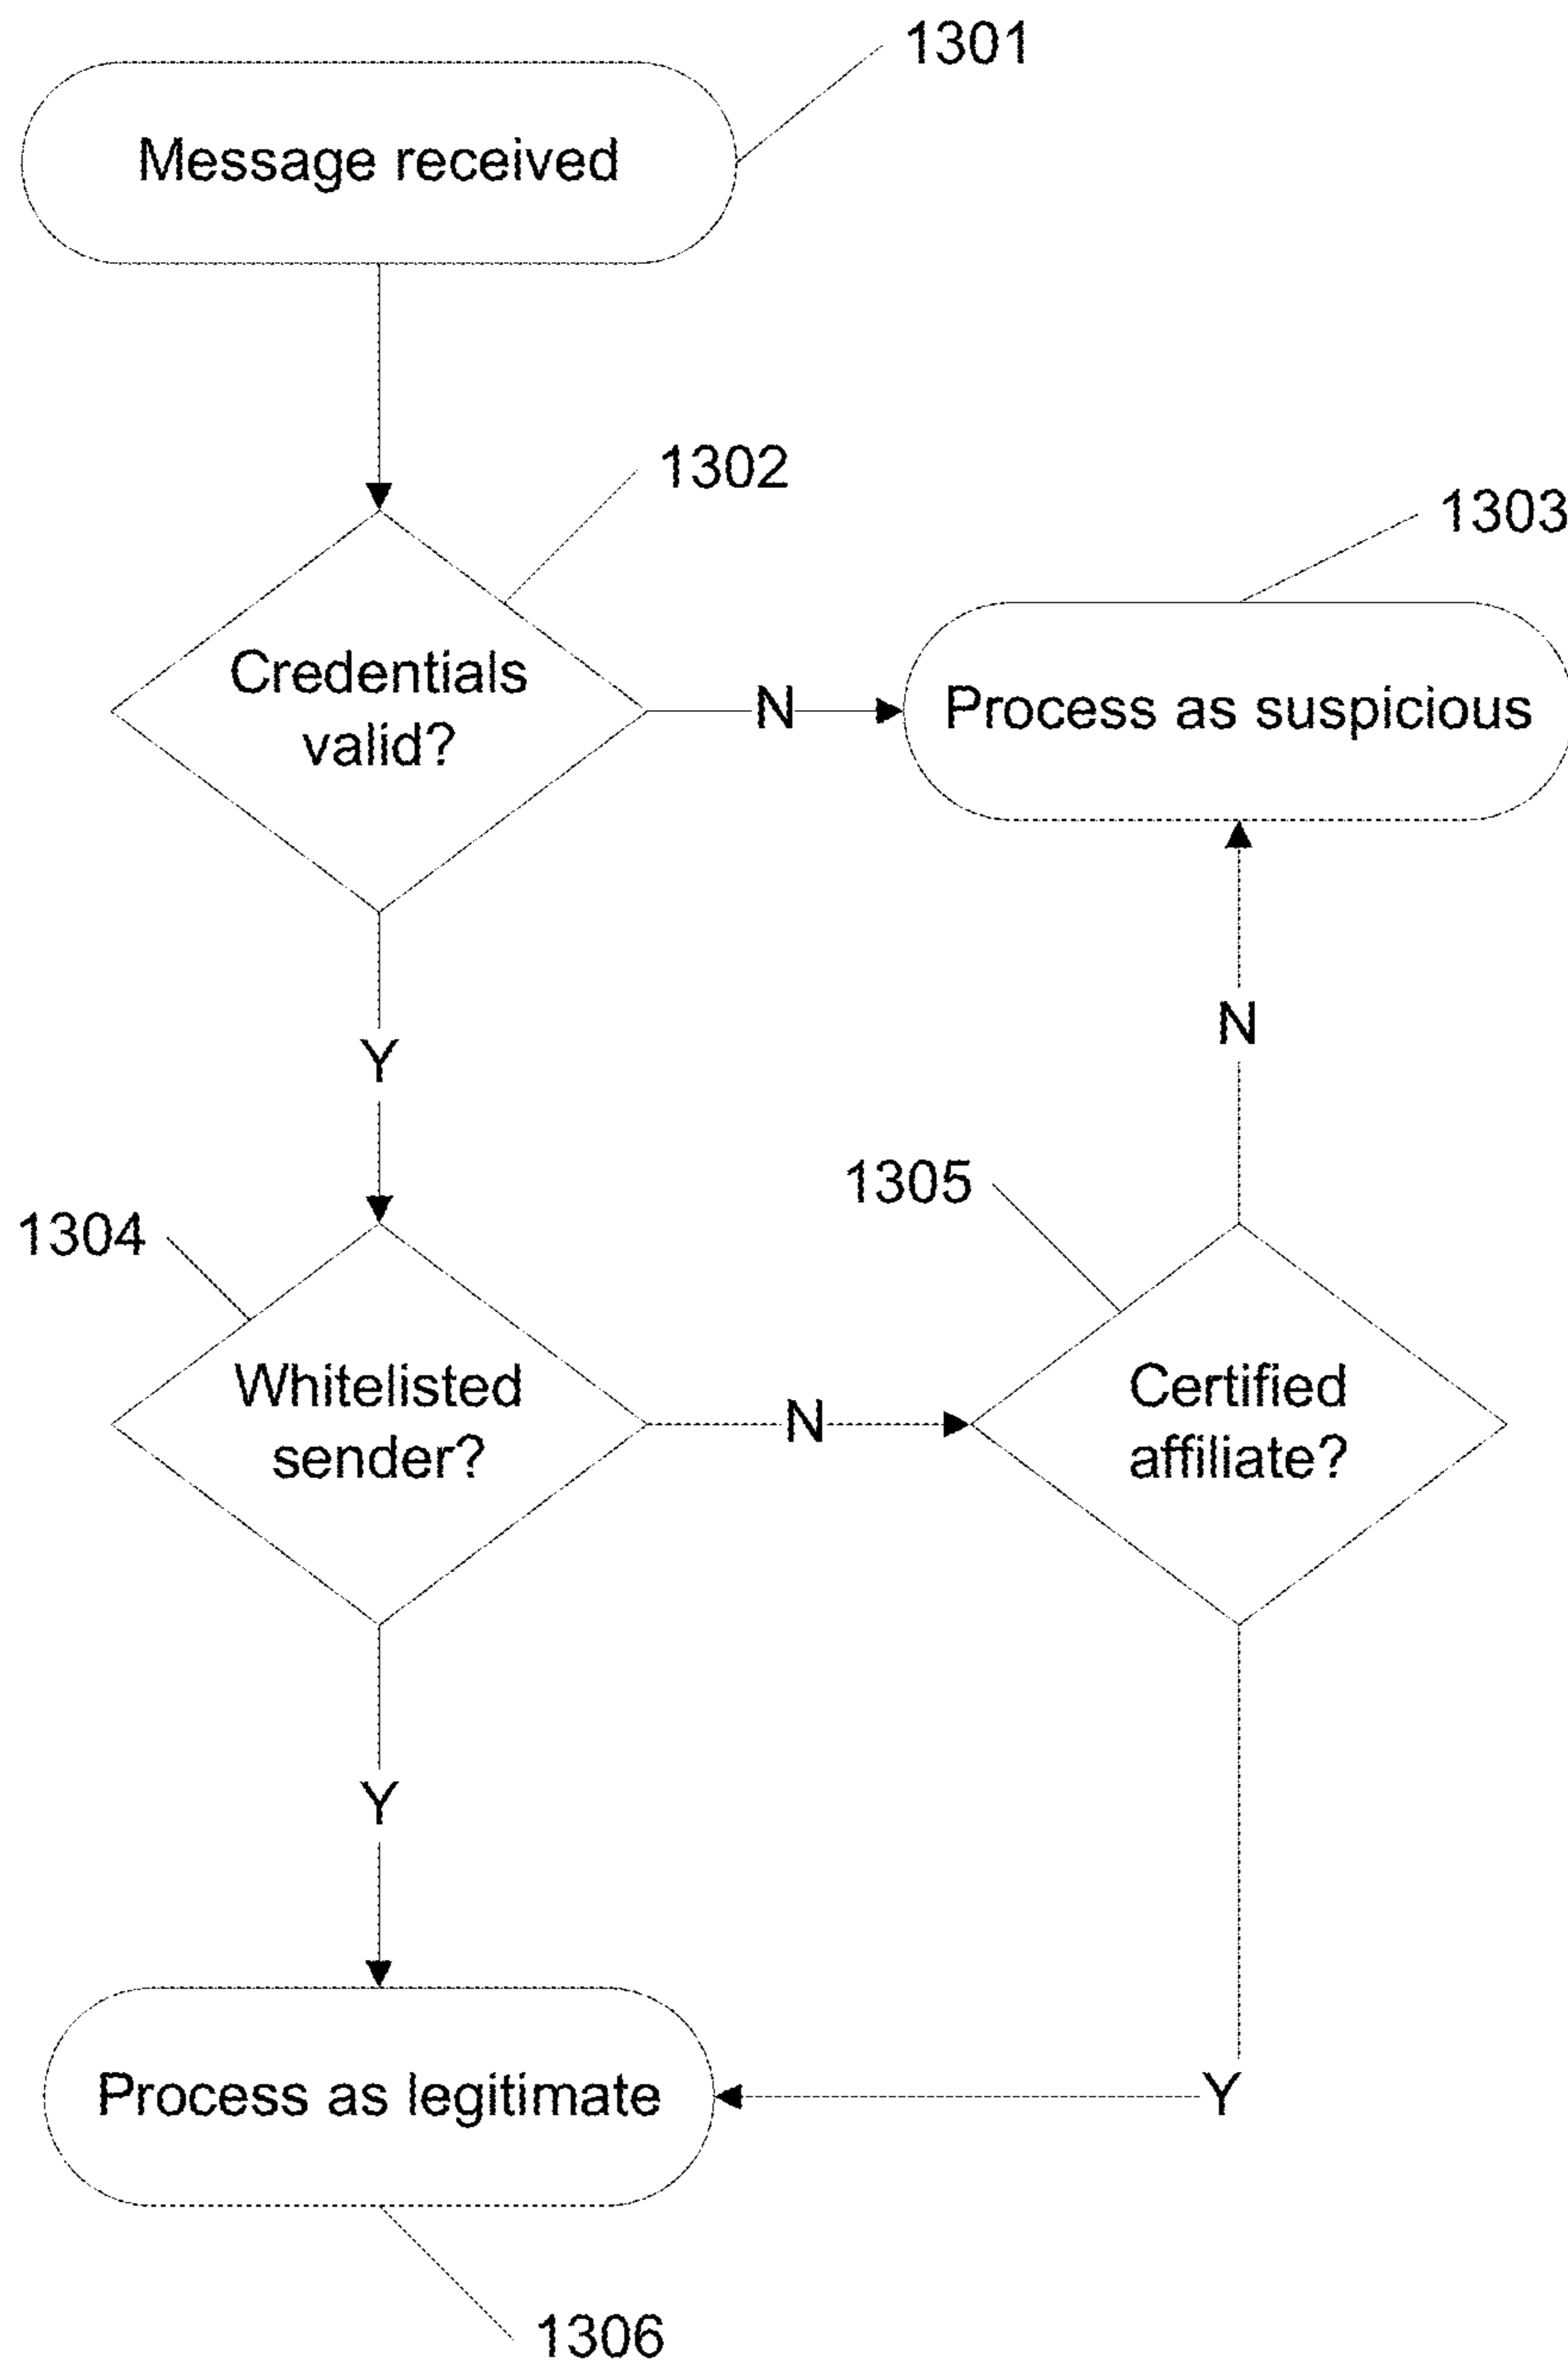 1301
Message received
1302
1303
Credentials
valid?
N
Process as suspicious
Y
N
1304
1305
Whitelisted
sender?
N
Certified
affiliate?
Y
Process as legitimate
Y
1306